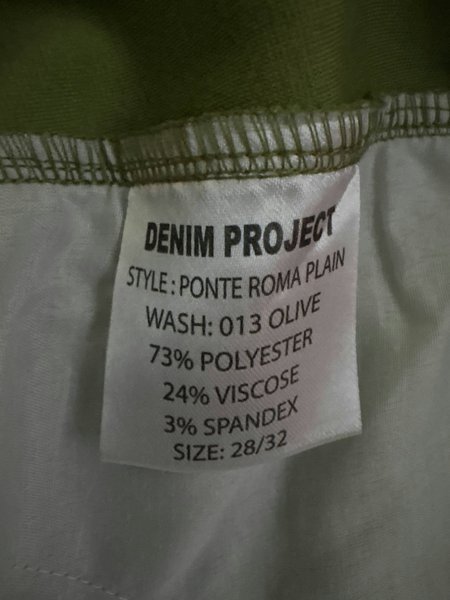 DENIM PROJECT
STYLE: PONTE ROMA PLAIN
WASH: 013 OLIVE
73% POLYESTER
24% VISCOSE
3% SPANDEX
SIZE: 28/32